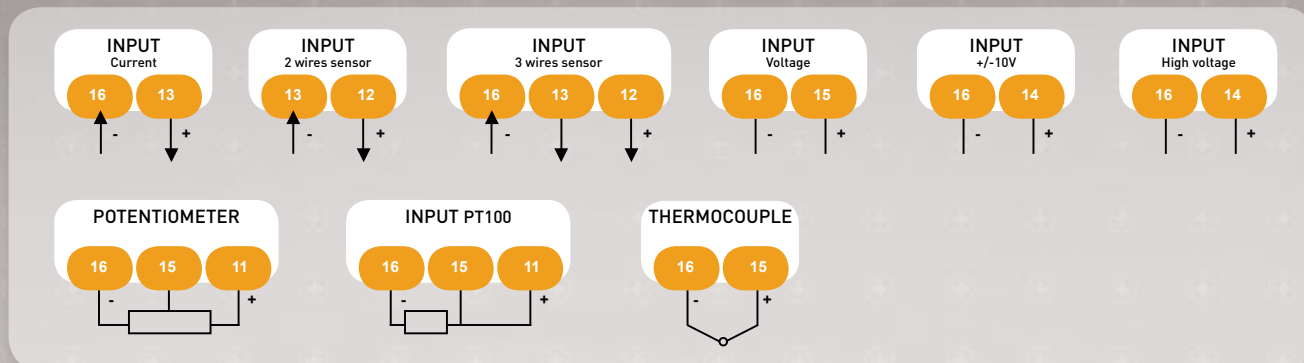 INPUT
Current
16 13
- +
INPUT
2 wires sensor
13 12
- +
INPUT
3 wires sensor
16 13 12
- +
INPUT
Voltage
16 15
- +
INPUT
+/-10V
16 14
- +
INPUT
High voltage
16 14
- +
POTENTIOMETER
16 15 11
- +
INPUT PT100
16 15 11
- +
THERMOCOUPLE
16 15
- +